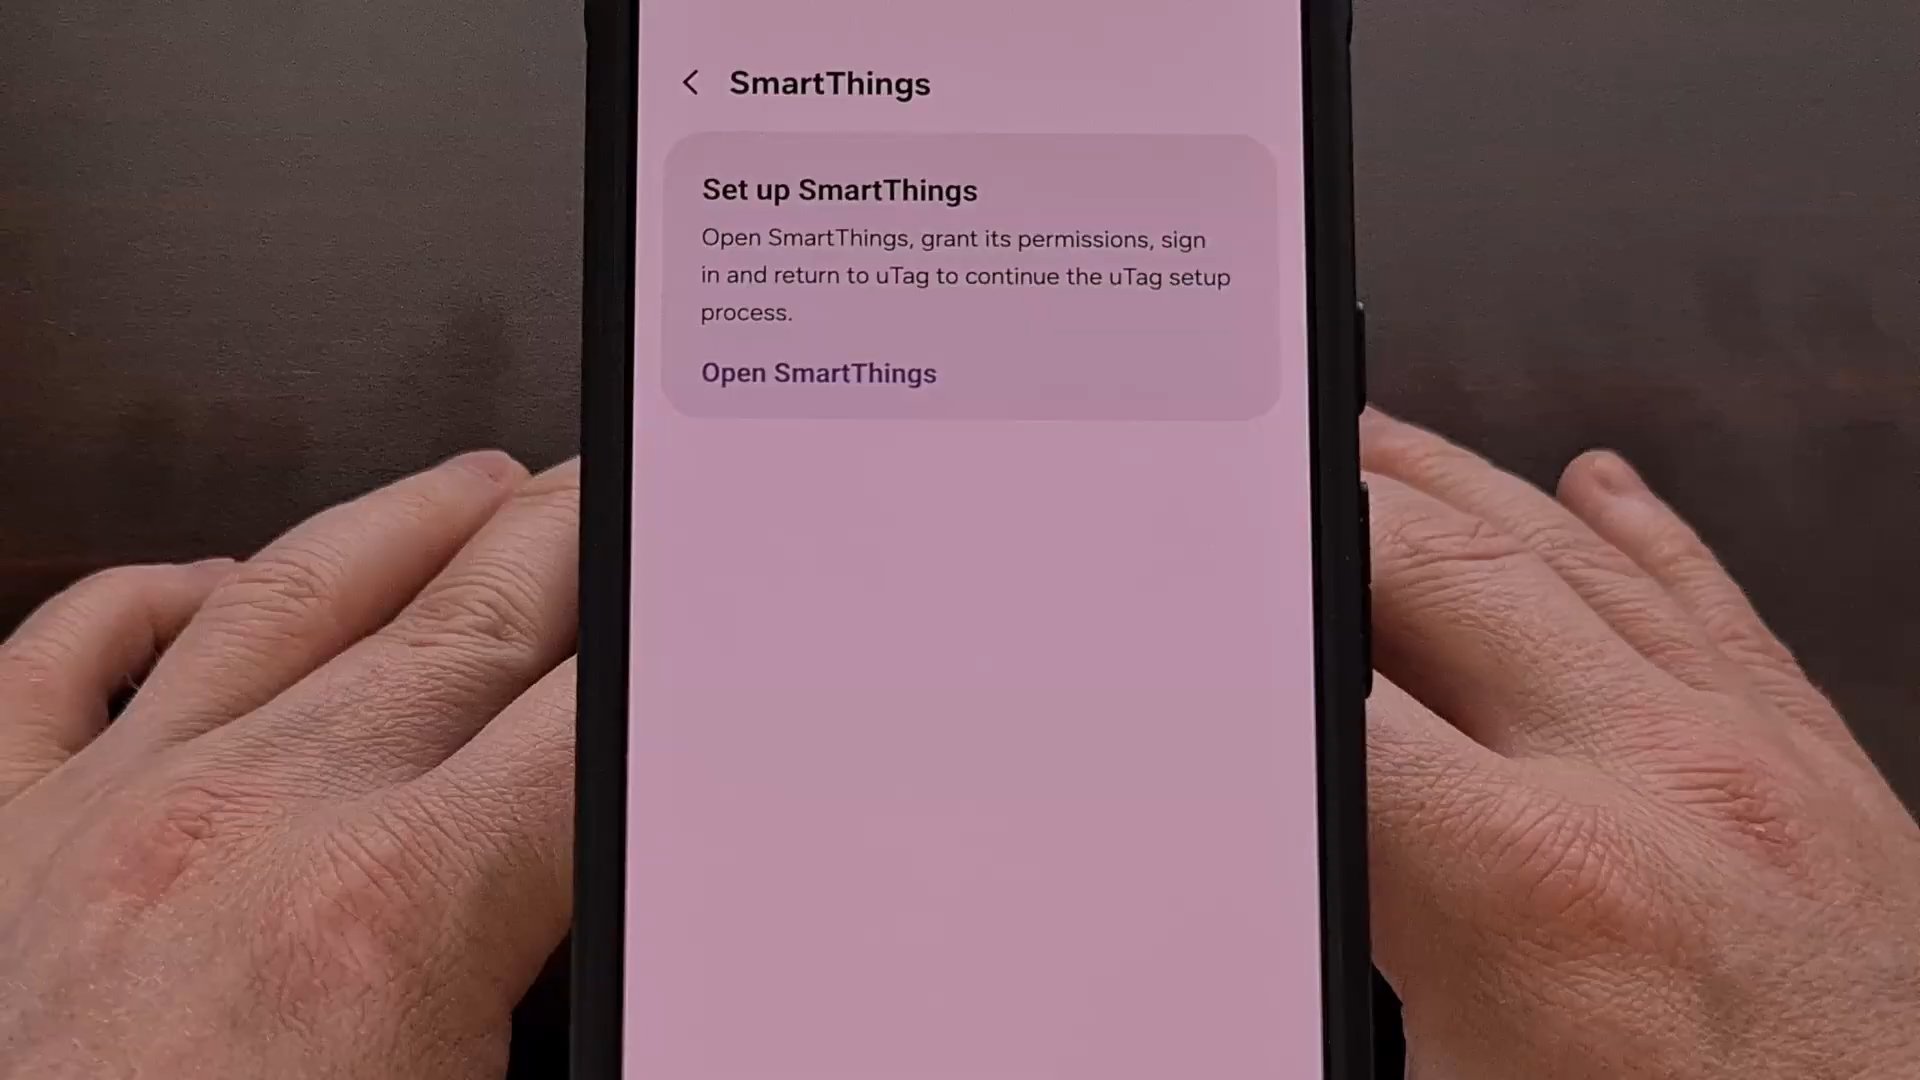 SmartThings
Set up SmartThings
Open SmartThings, grant its permissions, sign
in and return to uTag to continue the uTag setup
process.
Open SmartThings